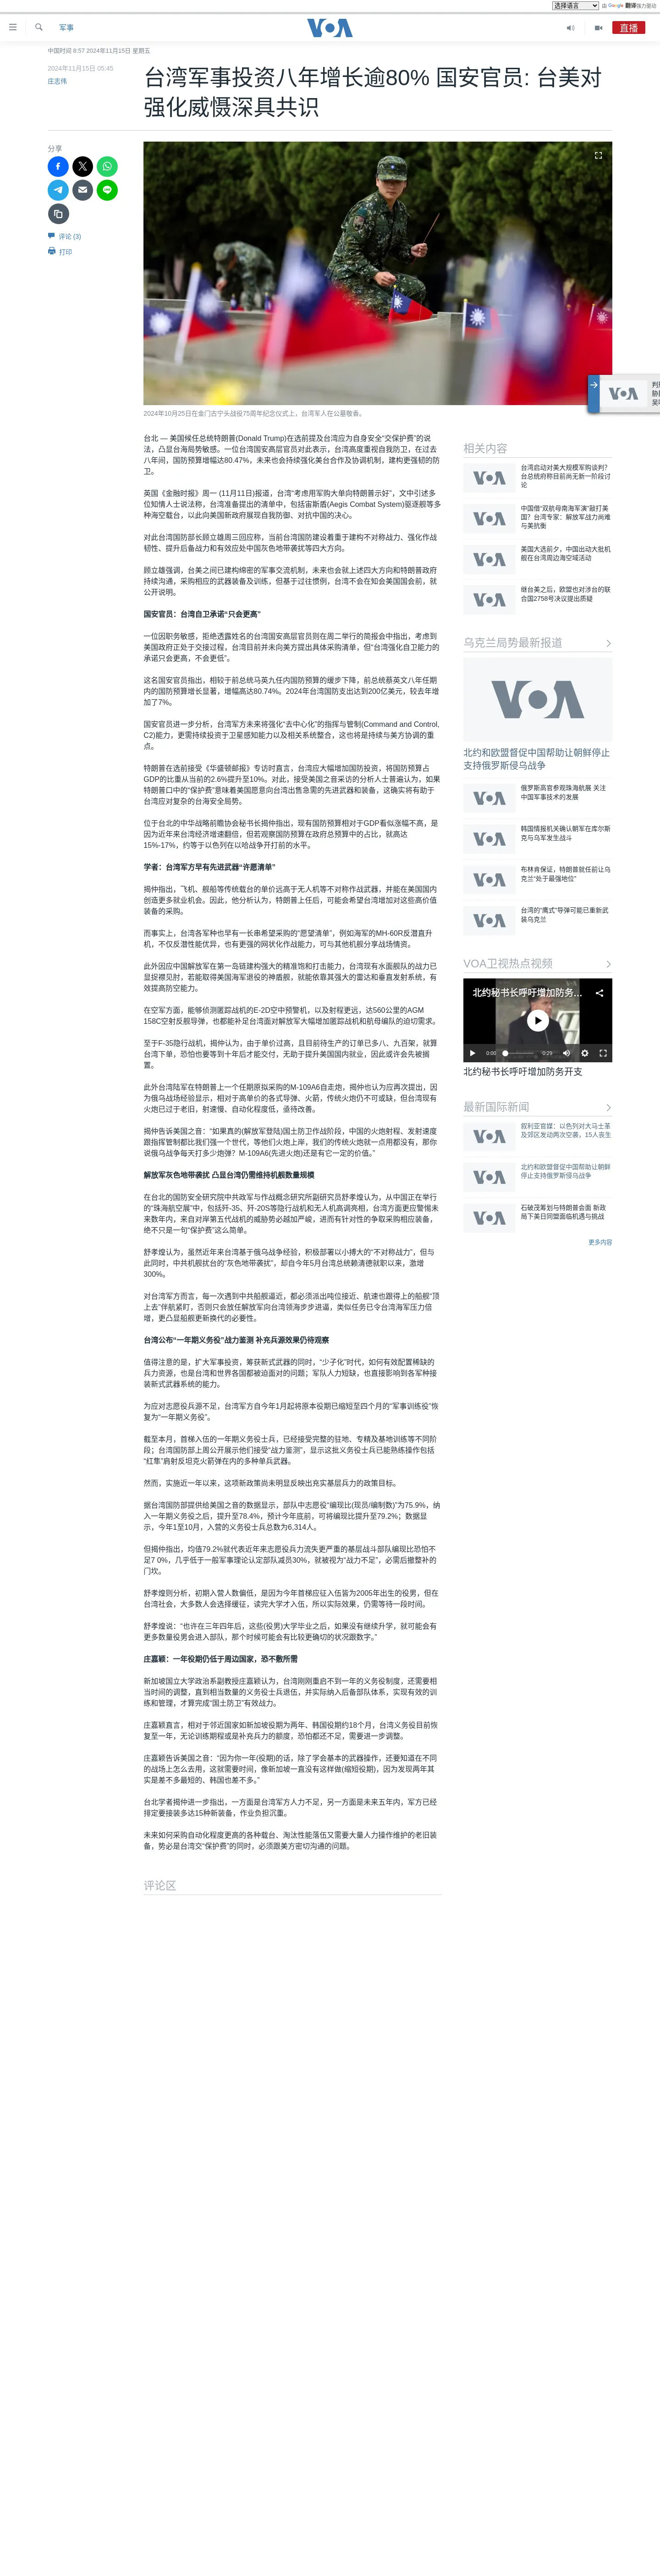 选择语言
由 Google 翻译强力驱动
军事
VOA
直播
中国时间 8:57 2024年11月15日 星期五
2024年11月15日 05:45
庄志伟
台湾军事投资八年增长逾80% 国安官员: 台美对
强化威慑深具共识
分享
评论 (3)
打印
2024年10月25日在金门古宁头战役75周年纪念仪式上，台湾军人在公墓敬香。
台北 — 美国候任总统特朗普(Donald Trump)在选前提及台湾应为自身安全“交保护费”的说
法，凸显台海局势敏感。一位台湾国安高层官员对此表示，台湾高度重视自我防卫，在过去
八年间，国防预算增幅达80.47%，未来也会持续强化美台合作及协调机制，建构更强韧的防
卫。
英国《金融时报》周一 (11月11日)报道，台湾“考虑用军购大单向特朗普示好”，文中引述多
位知情人士说法称，台湾准备提出的清单中，包括宙斯盾(Aegis Combat System)驱逐舰等多
种海空载台，以此向美国新政府展现自我防御、对抗中国的决心。
对此台湾国防部长顾立雄周三回应称，当前台湾国防建设着重于建构不对称战力、强化作战
韧性、提升后备战力和有效应处中国灰色地带袭扰等四大方向。
顾立雄强调，台美之间已建构绵密的军事交流机制，未来也会就上述四大方向和特朗普政府
持续沟通，采购相应的武器装备及训练，但基于过往惯例，台湾不会在知会美国国会前，就
公开说明。
国安官员：台湾自卫承诺“只会更高”
一位因职务敏感，拒绝透露姓名的台湾国安高层官员则在周二举行的简报会中指出，考虑到
美国政府正处于交接过程，台湾目前并未向美方提出具体采购清单，但“台湾强化自卫能力的
承诺只会更高，不会更低”。
这名国安官员指出，相较于前总统马英九任内国防预算的缓步下降，前总统蔡英文八年任期
内的国防预算增长显著，增幅高达80.74%。2024年台湾国防支出达到200亿美元，较去年增
加了7%。
国安官员进一步分析，台湾军方未来将强化“去中心化”的指挥与管制(Command and Control,
C2)能力，更需持续投资于卫星感知能力以及相关系统整合，这也将是持续与美方协调的重
点。
特朗普在选前接受《华盛顿邮报》专访时直言，台湾应大幅增加国防投资，将国防预算占
GDP的比重从当前的2.6%提升至10%。对此，接受美国之音采访的分析人士普遍认为，如果
特朗普口中的“保护费”意味着美国愿意向台湾出售急需的先进武器和装备，这确实将有助于
台湾应对复杂的台海安全局势。
位于台北的中华战略前瞻协会秘书长揭仲指出，现有国防预算相对于GDP看似涨幅不高，是
因为近年来台湾经济增速翻倍，但若观察国防预算在政府总预算中的占比，就高达
15%-17%，约等于以色列在以哈战争开打前的水平。
学者：台湾军方早有先进武器“许愿清单”
揭仲指出，飞机、舰船等传统载台的单价远高于无人机等不对称作战武器，并能在美国国内
创造更多就业机会。因此，他分析认为，特朗普上任后，可能会希望台湾增加对这些高价值
装备的采购。
而事实上，台湾各军种也早有一长串希望采购的“愿望清单”，例如海军的MH-60R反潜直升
机，不仅反潜性能优异，也有更强的网状化作战能力，可与其他机舰分享战场情资。
此外因应中国解放军在第一岛链建构强大的精准饱和打击能力，台湾现有水面舰队的战力已
显捉襟见肘，若能取得美国海军退役的神盾舰，就能依靠其强大的雷达和垂直发射系统，有
效提高防空能力。
在空军方面，能够侦测匿踪战机的E-2D空中预警机，以及射程更远，达560公里的AGM
158C空射反舰导弹，也都能补足台湾面对解放军大幅增加匿踪战机和航母编队的迫切需求。
至于F-35隐行战机，揭仲认为，由于单价过高，且目前待生产的订单已多八、九百架，就算
台湾下单，恐怕也要等到十年后才能交付，无助于提升美国国内就业，因此或许会先被搁
置。
此外台湾陆军在特朗普上一个任期原拟采购的M-109A6自走炮，揭仲也认为应再次提出，因
为俄乌战场经验显示，相对于高单价的各式导弹、火箭，传统火炮仍不可或缺，但台湾现有
火炮已过于老旧，射速慢、自动化程度低，亟待改善。
揭仲告诉美国之音：“如果真的(解放军登陆)国土防卫作战阶段，中国的火炮射程、发射速度
跟指挥管制都比我们强一个世代，等他们火炮上岸，我们的传统火炮就一点用都没有，那你
说俄乌战争每天打多少炮弹？M-109A6(先进火炮)还是有它一定的价值。”
解放军灰色地带袭扰 凸显台湾仍需维持机舰数量规模
在台北的国防安全研究院中共政军与作战概念研究所副研究员舒孝煌认为，从中国正在举行
的“珠海航空展”中，包括歼-35、歼-20S等隐行战机和无人机高调亮相，台湾方面更应警惕未
来数年内，来自对岸第五代战机的威胁势必越加严峻，进而有针对性的争取采购相应装备，
绝不只是一句“保护费”这么简单。
舒孝煌认为，虽然近年来台湾基于俄乌战争经验，积极部署以小搏大的“不对称战力”，但与
此同时，中共机舰扰台的“灰色地带袭扰”，却自今年5月台湾总统赖清德就职以来，激增
300%。
对台湾军方而言，每一次遇到中共船舰逼近，都必须派出吨位接近、航速也跟得上的船舰“顶
上去”伴航紧盯，否则只会放任解放军向台湾领海步步进逼，类似任务已令台湾海军压力倍
增，更凸显船舰更新换代的必要性。
台湾公布“一年期义务役”战力鉴测 补充兵源效果仍待观察
值得注意的是，扩大军事投资，筹获新式武器的同时，“少子化”时代，如何有效配置稀缺的
兵力资源，也是台湾和世界各国都被迫面对的问题；军队人力短缺，也直接影响到各军种接
装新式武器系统的能力。
为应对志愿役兵源不足，台湾军方自今年1月起将原本役期已缩短至四个月的“军事训练役”恢
复为“一年期义务役”。
截至本月，首梯入伍的一年期义务役士兵，已经接受完整的驻地、专精及基地训练等不同阶
段；台湾国防部上周公开展示他们接受“战力鉴测”，显示这批义务役士兵已能熟练操作包括
“红隼”肩射反坦克火箭弹在内的多种单兵武器。
然而，实施近一年以来，这项新政策尚未明显反映出充实基层兵力的政策目标。
据台湾国防部提供给美国之音的数据显示，部队中志愿役“编现比(现员/编制数)”为75.9%，纳
入一年期义务役之后，提升至78.4%，预计今年底前，可将编现比提升至79.2%；数据显
示，今年1至10月，入营的义务役士兵总数为6,314人。
但揭仲指出，均值79.2%就代表近年来志愿役兵力流失更严重的基层战斗部队编现比恐怕不
足7 0%，几乎低于一般军事理论认定部队减员30%，就被视为“战力不足”，必需后撤整补的
门坎。
舒孝煌则分析，初期入营人数偏低，是因为今年首梯应征入伍皆为2005年出生的役男，但在
台湾社会，大多数人会选择缓征，读完大学才入伍，所以实际效果，仍需等待一段时间。
舒孝煌说：“也许在三年四年后，这些(役男)大学毕业之后，如果没有继续升学，就可能会有
更多数量役男会进入部队，那个时候可能会有比较更确切的状况跟数字。”
庄嘉颖：一年役期仍低于周边国家，恐不敷所需
新加坡国立大学政治系副教授庄嘉颖认为，台湾刚刚重启不到一年的义务役制度，还需要相
当时间的调整，直到相当数量的义务役士兵退伍，并实际纳入后备部队体系，实现有效的训
练和管理，才算完成“国土防卫”有效战力。
庄嘉颖直言，相对于邻近国家如新加坡役期为两年、韩国役期约18个月，台湾义务役目前恢
复至一年，无论训练期程或是补充兵力的额度，恐怕都还不足，需要进一步调整。
庄嘉颖告诉美国之音：“因为你一年(役期)的话，除了学会基本的武器操作，还要知道在不同
的战场上怎么去用，这就需要时间，像新加坡一直没有这样做(缩短役期)，因为发现两年其
实是差不多最短的、韩国也差不多。”
台北学者揭仲进一步指出，一方面是台湾军方人力不足，另一方面是未来五年内，军方已经
排定要接装多达15种新装备，作业负担沉重。
未来如何采购自动化程度更高的各种载台、淘汰性能落伍又需要大量人力操作维护的老旧装
备，势必是台湾交“保护费”的同时，必须跟美方密切沟通的问题。
评论区
相关内容
台湾启动对美大规模军购谈判？
台总统府称目前尚无新一阶段讨
论
中国借“双航母南海军演”敲打美
国？台湾专家：解放军战力尚难
与美抗衡
美国大选前夕，中国出动大批机
舰在台湾周边海空域活动
继台美之后，欧盟也对涉台的联
合国2758号决议提出质疑
乌克兰局势最新报道
VOA
北约和欧盟督促中国帮助让朝鲜停止
支持俄罗斯侵乌战争
俄罗斯高官参观珠海航展 关注
中国军事技术的发展
韩国情报机关确认朝军在库尔斯
克与乌军发生战斗
布林肯保证，特朗普就任前让乌
克兰“处于最强地位”
台湾的“鹰式”导弹可能已重新武
装乌克兰
VOA卫视热点视频
北约秘书长呼吁增加防务…
0:00
0:29
北约秘书长呼吁增加防务开支
最新国际新闻
叙利亚官媒：以色列对大马士革
及郊区发动两次空袭，15人丧生
北约和欧盟督促中国帮助让朝鲜
停止支持俄罗斯侵乌战争
石破茂筹划与特朗普会面 新政
局下美日同盟面临机遇与挑战
更多内容